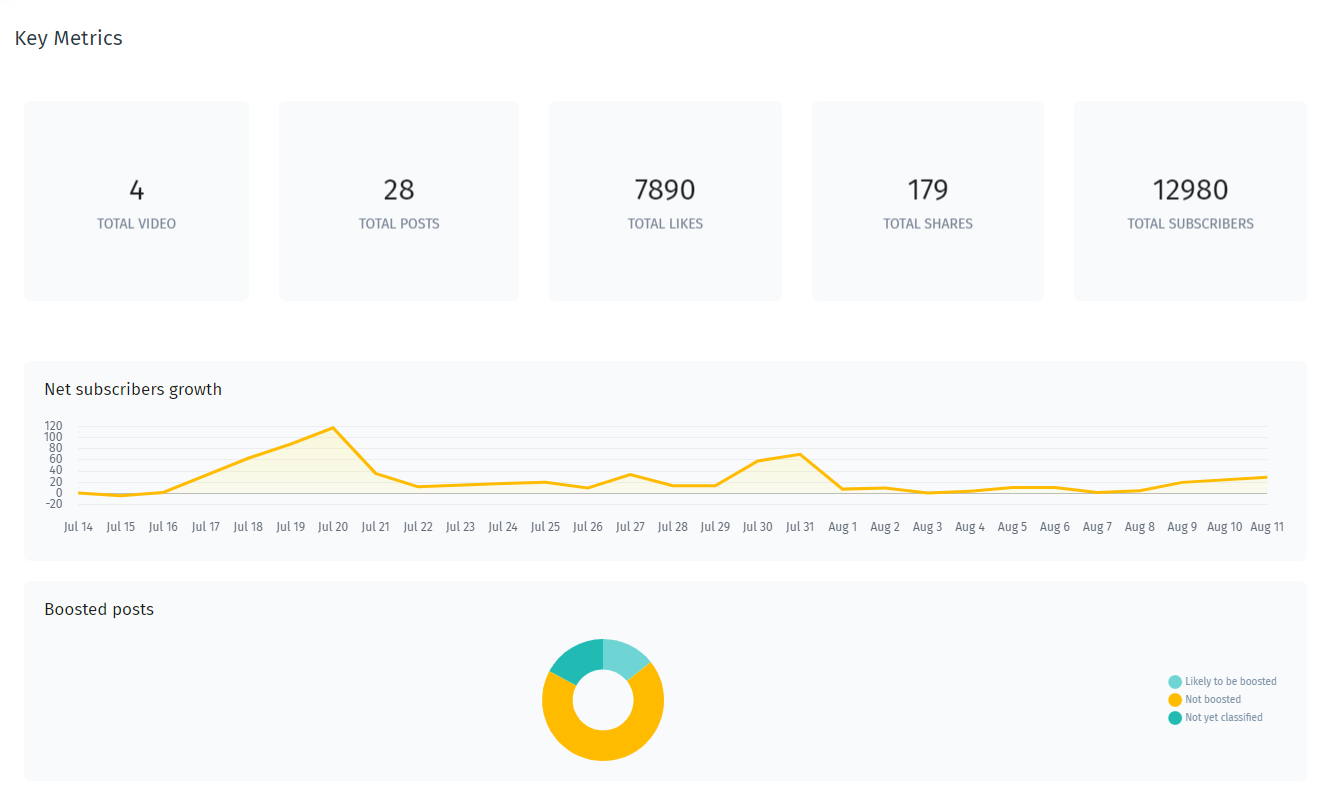 Key Metrics
4
TOTAL VIDEO
28
TOTAL POSTS
7890
TOTAL LIKES
179
TOTAL SHARES
12980
TOTAL SUBSCRIBERS
Net subscribers growth
120
100
80
60
40
20
0
-20
Jul 14 Jul 15 Jul 16 Jul 17 Jul 18 Jul 19 Jul 20 Jul 21 Jul 22 Jul 23 Jul 24 Jul 25 Jul 26 Jul 27 Jul 28 Jul 29 Jul 30 Jul 31 Aug 1 Aug 2 Aug 3 Aug 4 Aug 5 Aug 6 Aug 7 Aug 8 Aug 9 Aug 10 Aug 11
Boosted posts
Likely to be boosted
Not boosted
Not yet classified